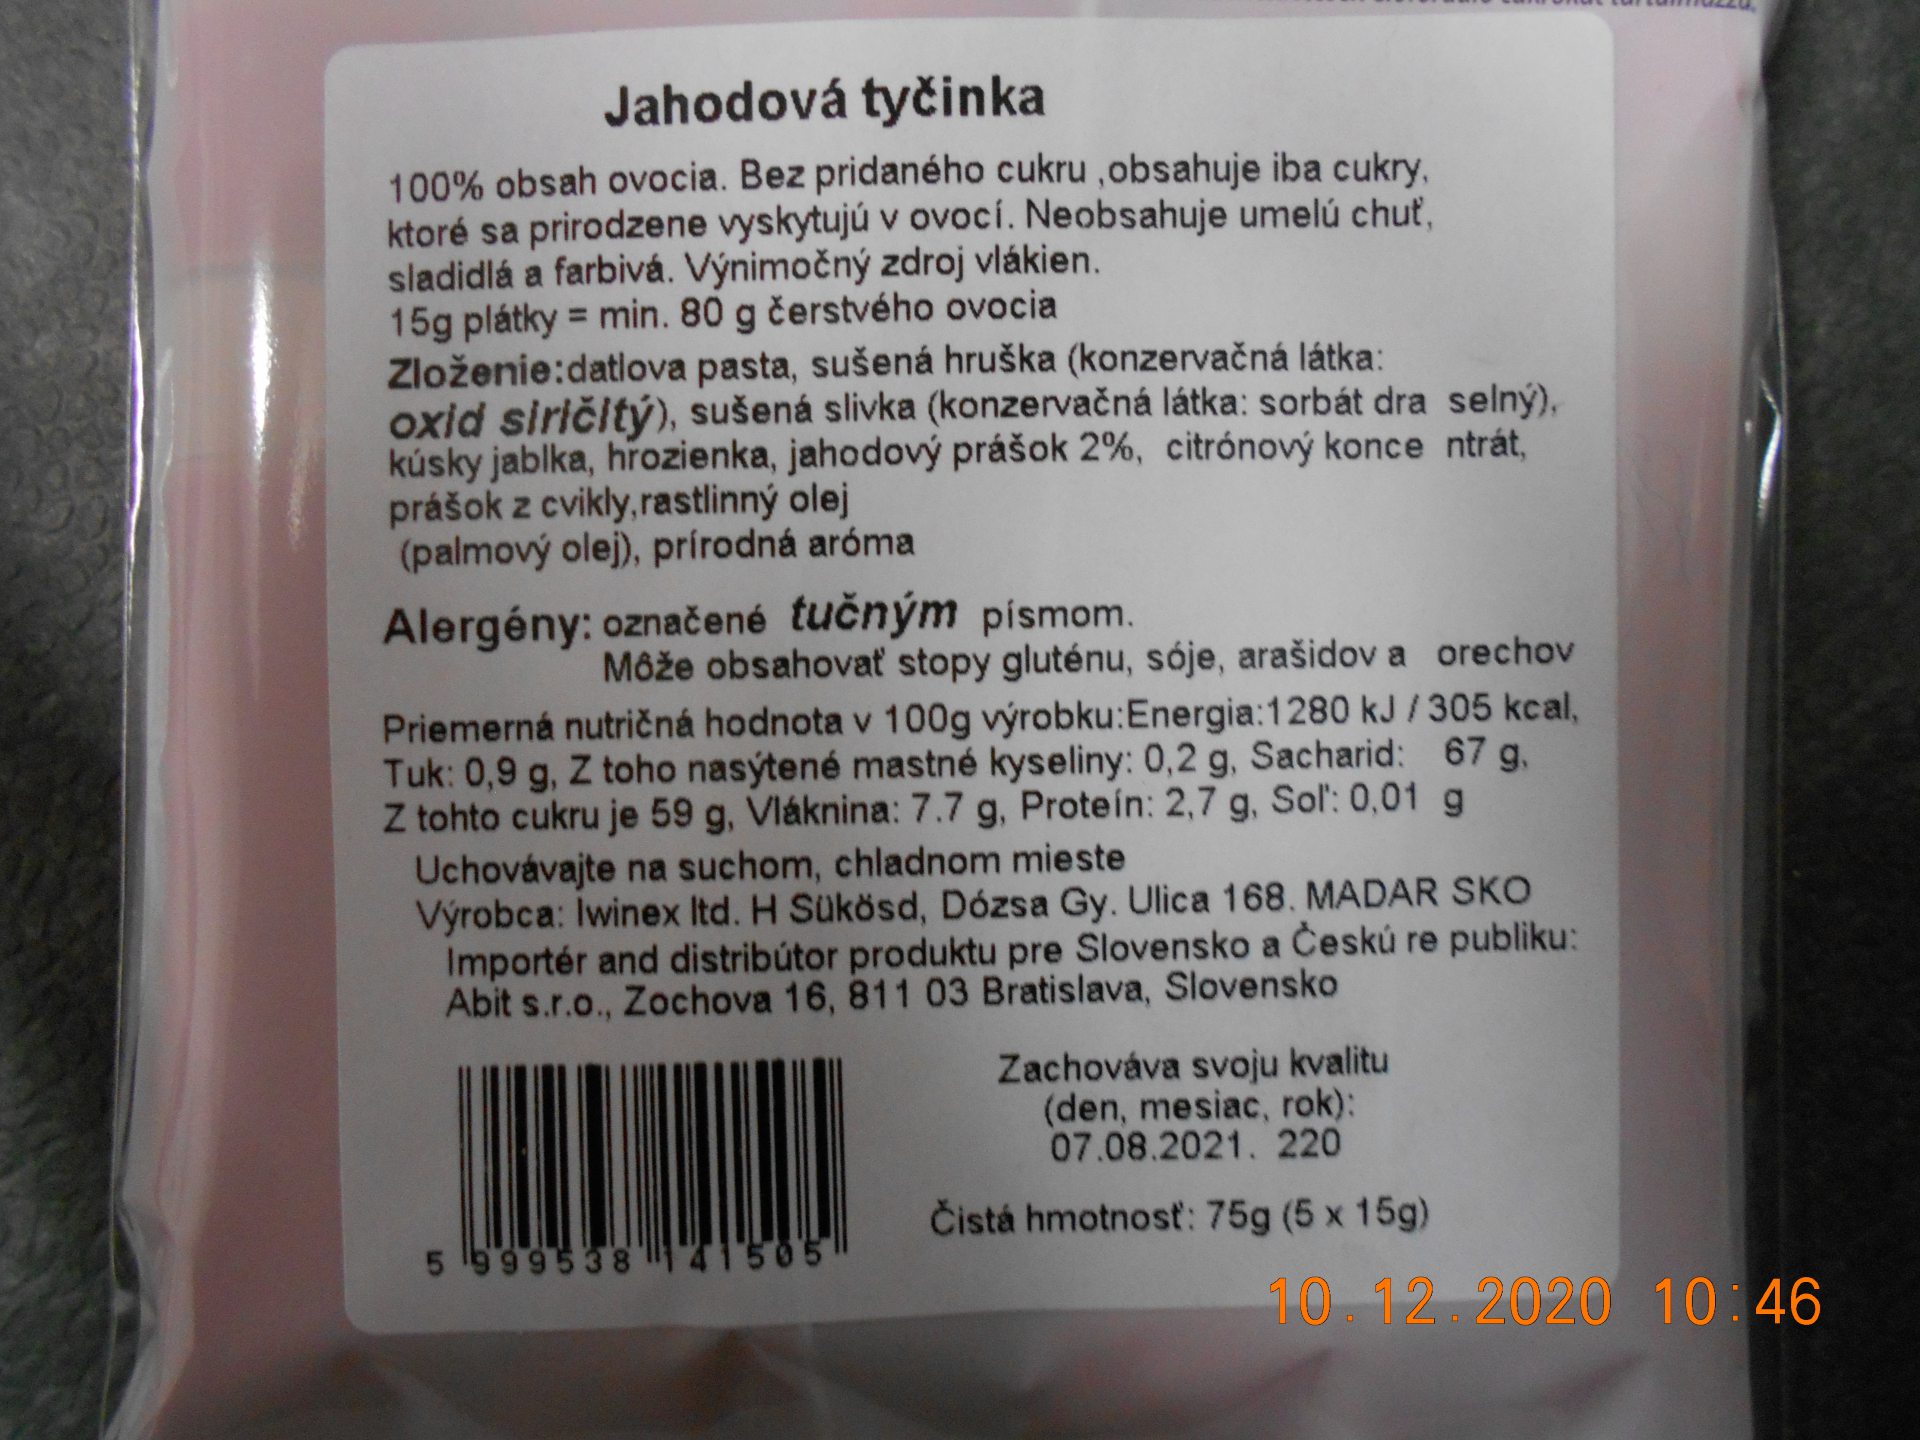 Jahodová tyčinka
100% obsah ovocia. Bez pridaného cukru ,obsahuje iba cukry,
ktoré sa prirodzene vyskytujú v ovocí. Neobsahuje umelú chuť,
sladidlá a farbivá. Výnimočný zdroj vlákien.
15g plátky = min. 80 g čerstvého ovocia
Zloženie:datlova pasta, sušená hruška (konzervačná látka:
oxid siričitý), sušená slivka (konzervačná látka: sorbát dra selný),
kúsky jablka, hrozienka, jahodový prášok 2%, citrónový konce ntrát,
prášok z cvikly,rastlinný olej
(palmový olej), prírodná aróma
Alergény: označené tučným písmom.
Môže obsahovať stopy gluténu, sóje, arašidov a orechov
Priemerná nutričná hodnota v 100g výrobku:Energia:1280 kJ / 305 kcal,
Tuk: 0,9 g, Z toho nasýtené mastné kyseliny: 0,2 g, Sacharid: 67 g,
Z tohto cukru je 59 g, Vláknina: 7.7 g, Proteín: 2,7 g, Soľ: 0,01 g
Uchovávajte na suchom, chladnom mieste
Výrobca: Iwinex ltd. H Sükösd, Dózsa Gy. Ulica 168. MADAR SKO
Importér and distribútor produktu pre Slovensko a Českú re publiku:
Abit s.r.o., Zochova 16, 811 03 Bratislava, Slovensko
Zachováva svoju kvalitu
(den, mesiac, rok):
07.08.2021. 220
Čistá hmotnosť: 75g (5 x 15g)
5 999538 141505
10.12.2020 10:46